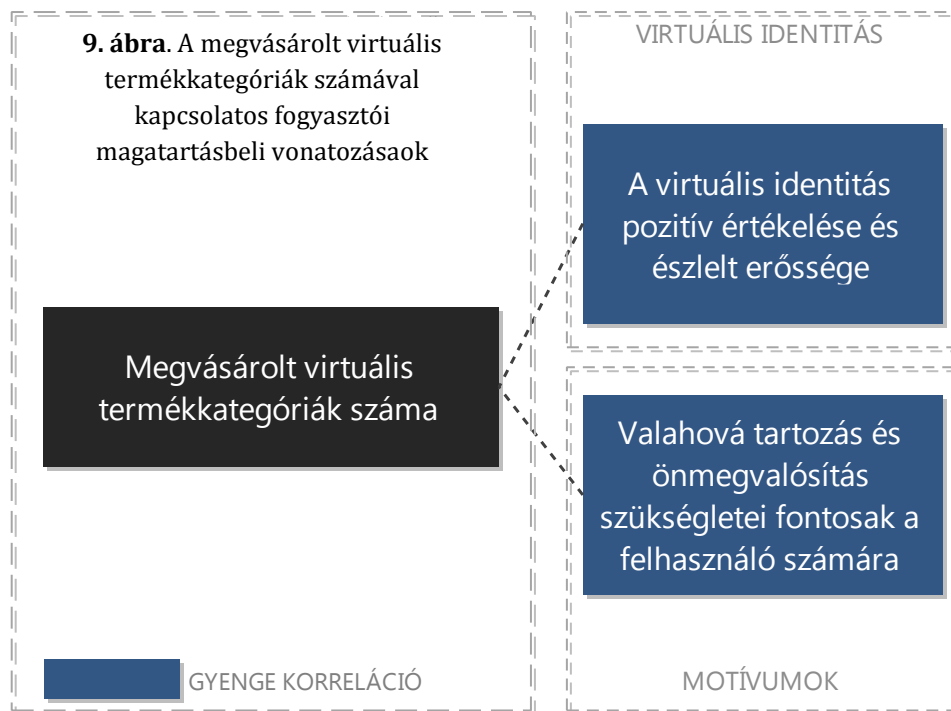 9. ábra. A megvásárolt virtuális
termékkategóriák számával
kapcsolatos fogyasztói
magatartásbeli vonatozásaok
Megvásárolt virtuális
termékkategóriák száma
GYENGE KORRELÁCIÓ
VIRTUÁLIS IDENTITÁS
A virtuális identitás
pozitív értékelése és
észlelt erőssége
Valahová tartozás és
önmegvalósítás
szükségletei fontosak a
felhasználó számára
MOTÍVUMOK